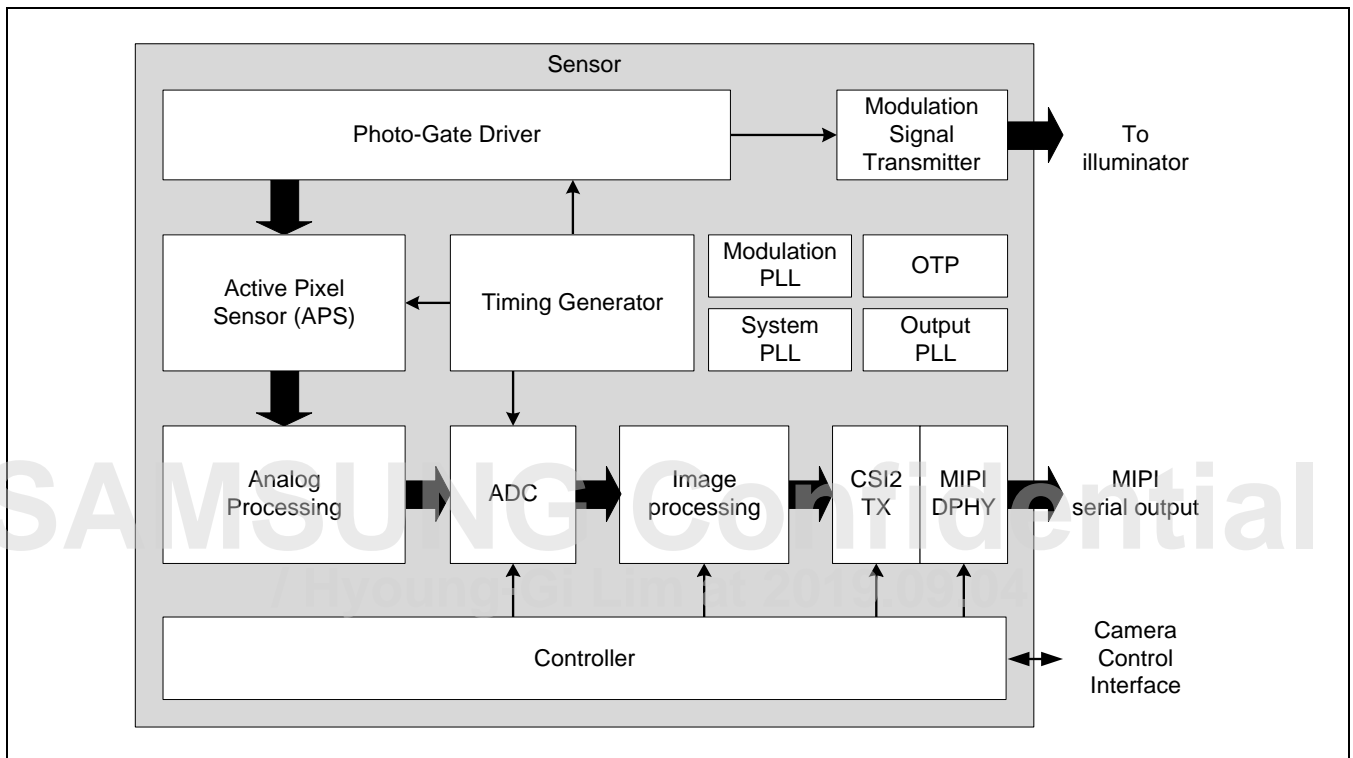 Sensor
Photo-Gate Driver
Modulation
Signal
Transmitter
To
illuminator
Active Pixel
Sensor (APS)
Timing Generator
Modulation
PLL
OTP
System
PLL
Output
PLL
Analog
Processing
ADC
Image
processing
CSI2
TX
MIPI
DPHY
MIPI
serial output
SAMSUNG Confidential
/ Hyoung-Gi Lim at 2019.09.04
Controller
Camera
Control
Interface